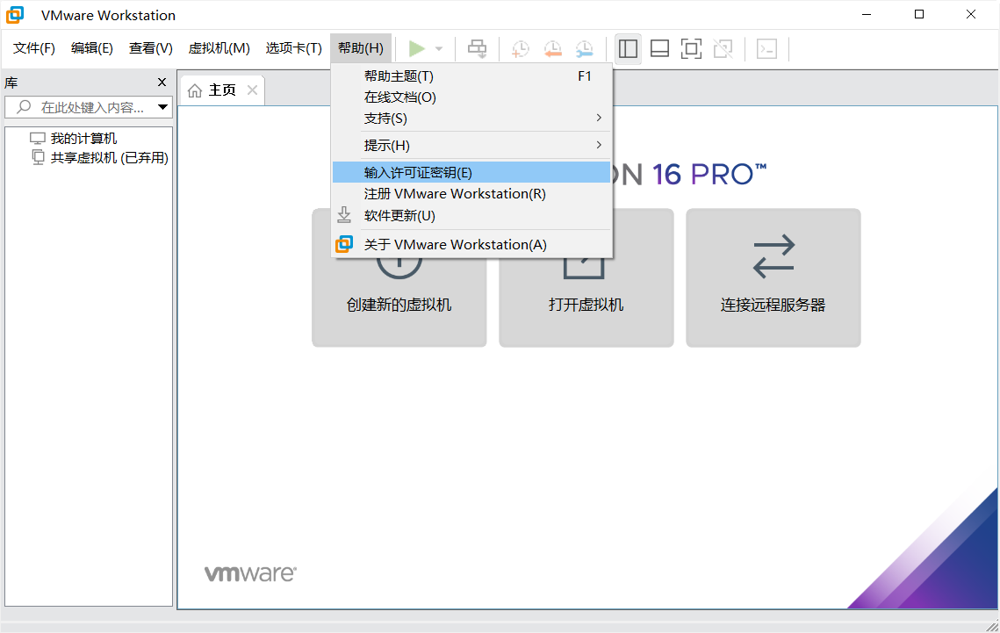 VMware Workstation
文件(F) 编辑(E) 查看(V) 虚拟机(M) 选项卡(T) 帮助(H)
库
在此处键入内容...
我的计算机
共享虚拟机 (已弃用)
主页
帮助主题(T) F1
在线文档(O)
支持(S)
提示(H)
输入许可证密钥(E)
注册 VMware Workstation(R)
软件更新(U)
关于 VMware Workstation(A)
ON 16 PRO™
创建新的虚拟机
打开虚拟机
连接远程服务器
vmware®